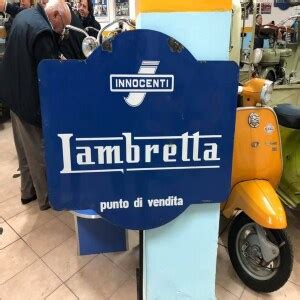 INNOCENTI
Lambretta
punto di vendita